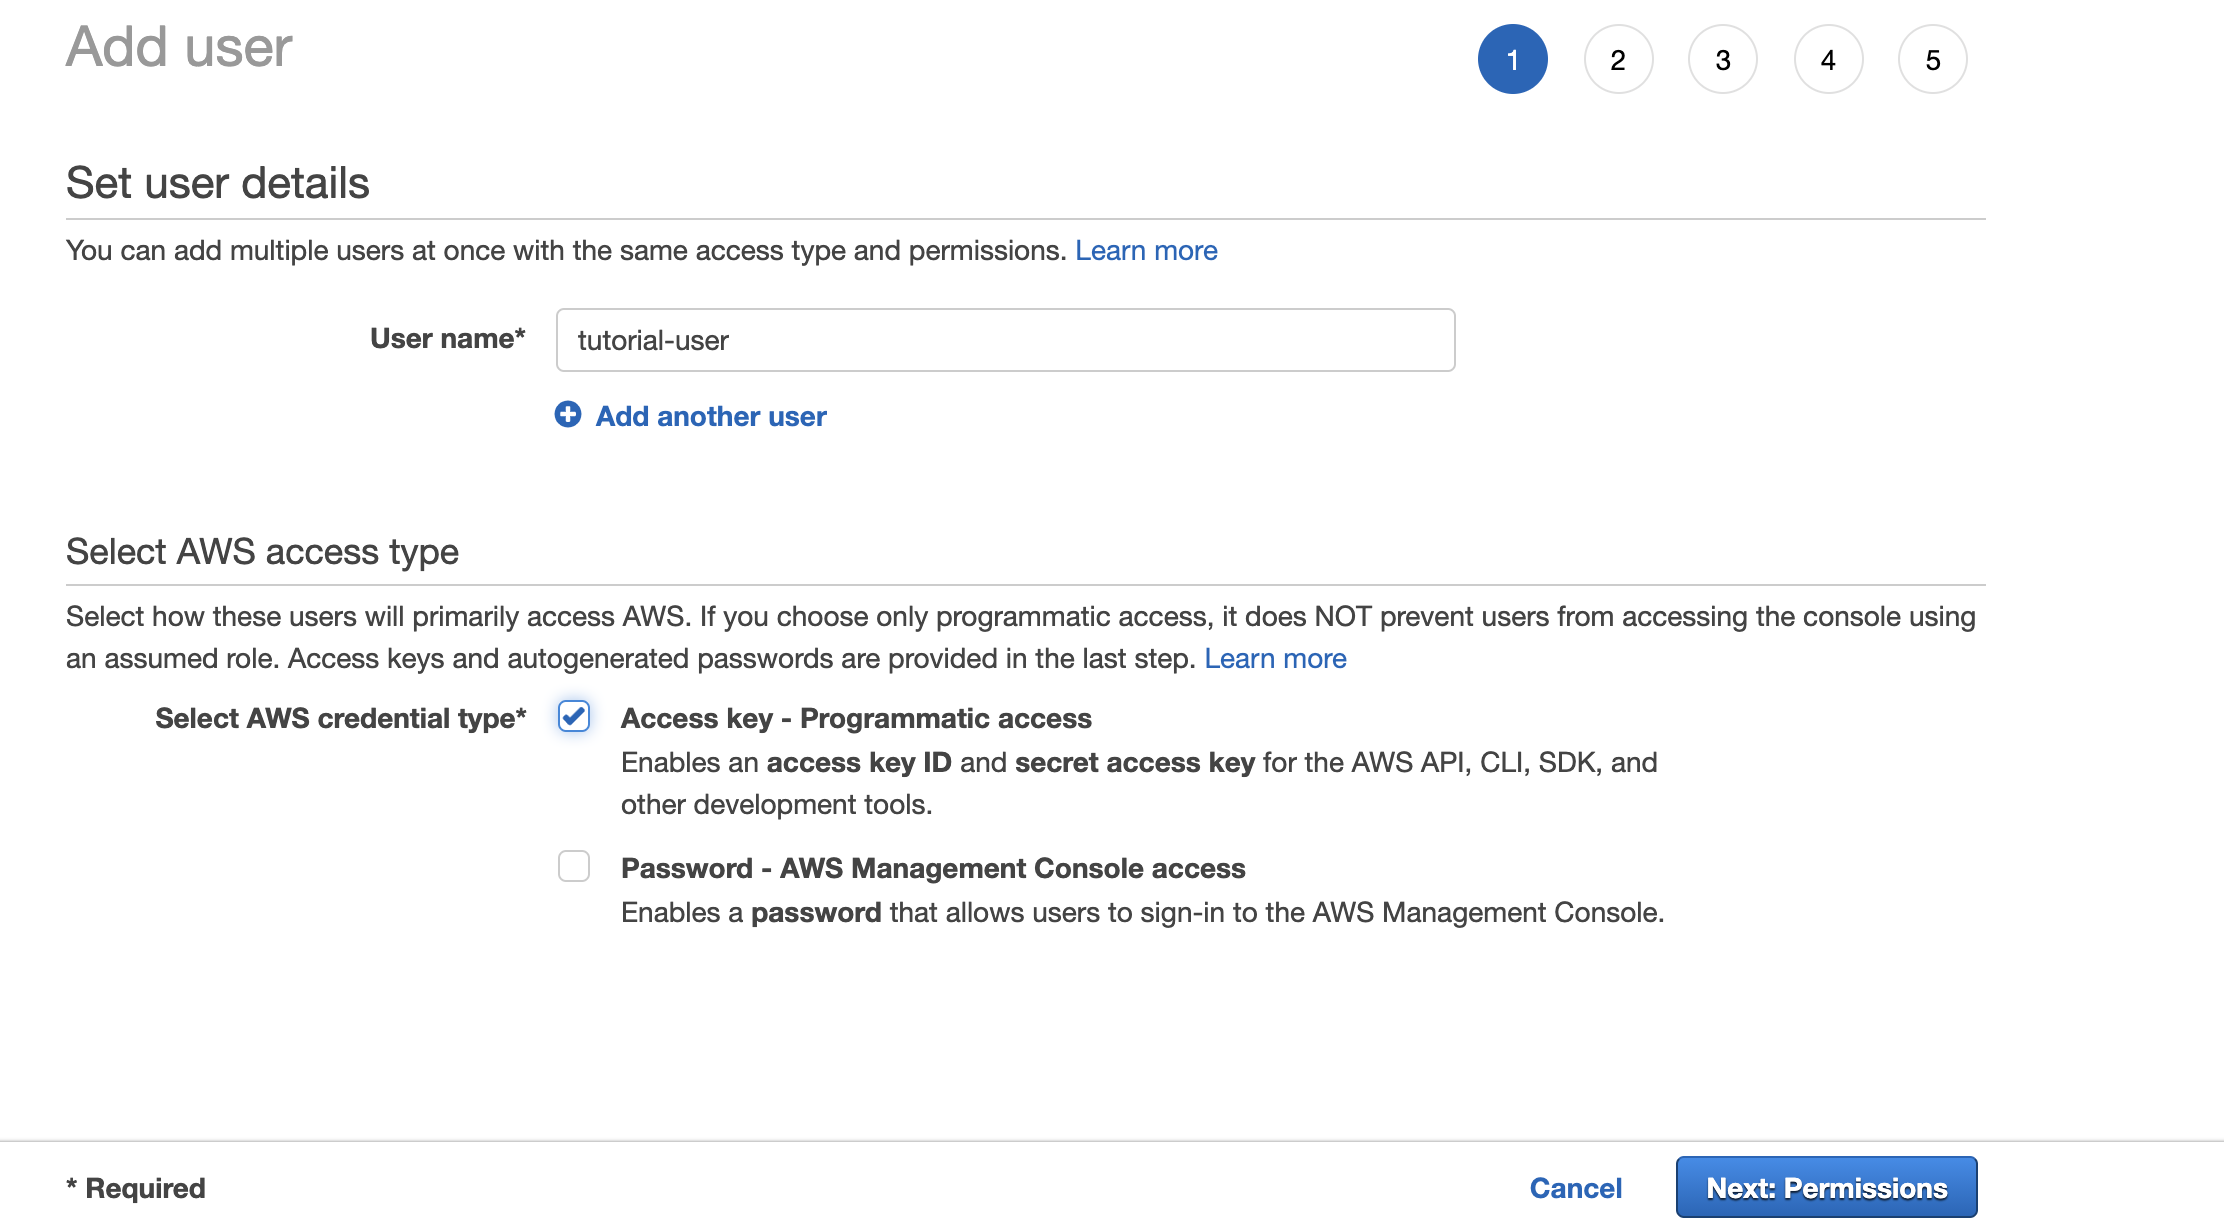 Add user
1 2 3 4 5
Set user details
You can add multiple users at once with the same access type and permissions. Learn more
User name* tutorial-user
Add another user
Select AWS access type
Select how these users will primarily access AWS. If you choose only programmatic access, it does NOT prevent users from accessing the console using
an assumed role. Access keys and autogenerated passwords are provided in the last step. Learn more
Select AWS credential type* Access key - Programmatic access
Enables an access key ID and secret access key for the AWS API, CLI, SDK, and
other development tools.
Password - AWS Management Console access
Enables a password that allows users to sign-in to the AWS Management Console.
* Required Cancel Next: Permissions